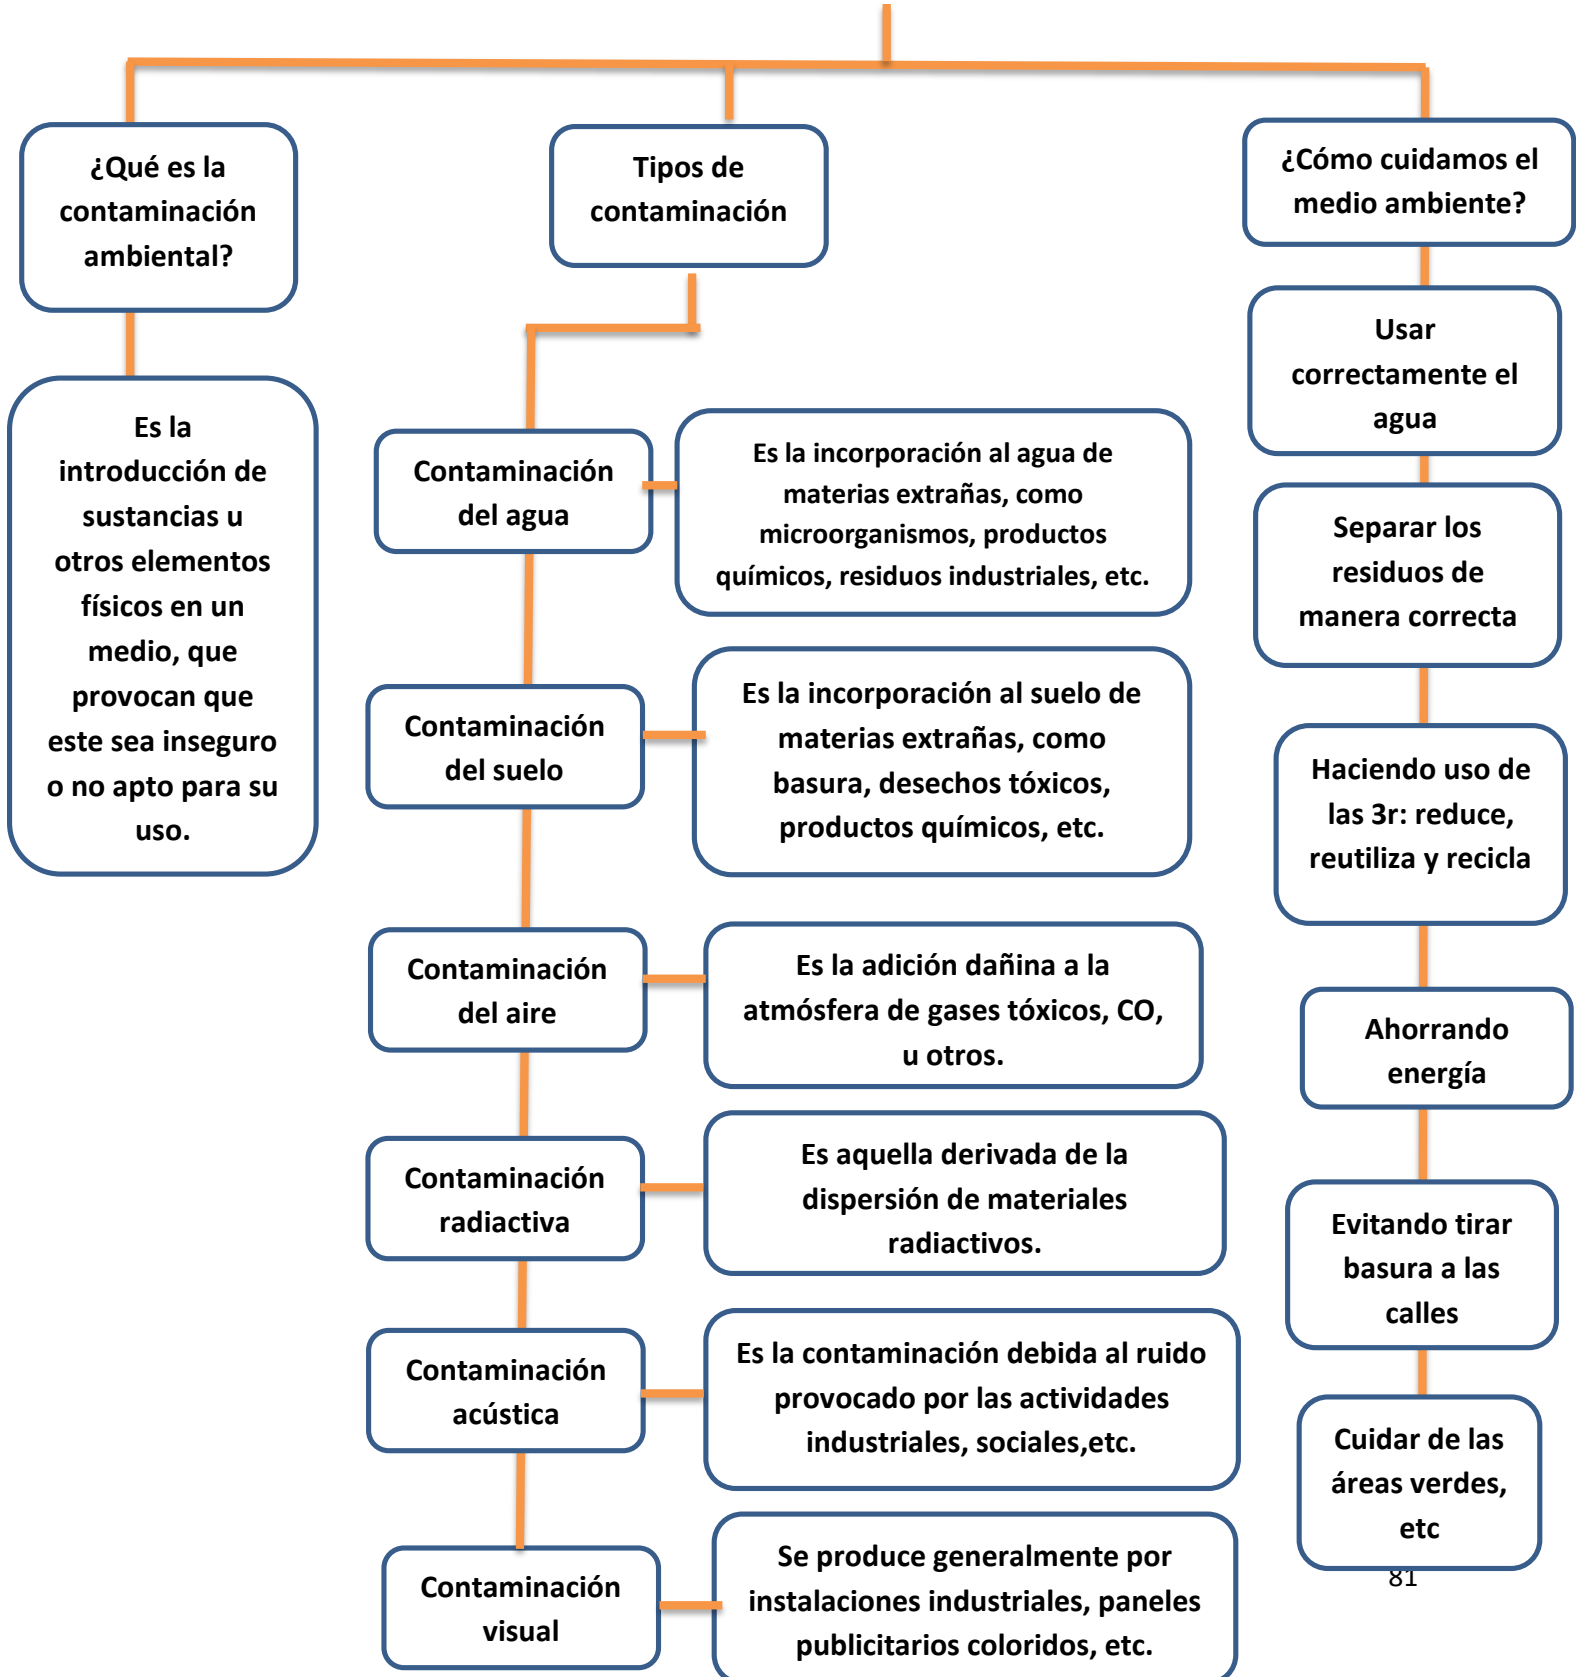 ¿Qué es la
contaminación
ambiental?
Es la
introducción de
sustancias u
otros elementos
físicos en un
medio, que
provocan que
este sea inseguro
o no apto para su
uso.
Tipos de
contaminación
Contaminación
del agua
Es la incorporación al agua de
materias extrañas, como
microorganismos, productos
químicos, residuos industriales, etc.
Contaminación
del suelo
Es la incorporación al suelo de
materias extrañas, como
basura, desechos tóxicos,
productos químicos, etc.
Contaminación
del aire
Es la adición dañina a la
atmósfera de gases tóxicos, CO,
u otros.
Contaminación
radiactiva
Es aquella derivada de la
dispersión de materiales
radiactivos.
Contaminación
acústica
Es la contaminación debida al ruido
provocado por las actividades
industriales, sociales,etc.
Contaminación
visual
Se produce generalmente por
instalaciones industriales, paneles
publicitarios coloridos, etc.
¿Cómo cuidamos el
medio ambiente?
Usar
correctamente el
agua
Separar los
residuos de
manera correcta
Haciendo uso de
las 3r: reduce,
reutiliza y recicla
Ahorrando
energía
Evitando tirar
basura a las
calles
Cuidar de las
áreas verdes,
etc
81